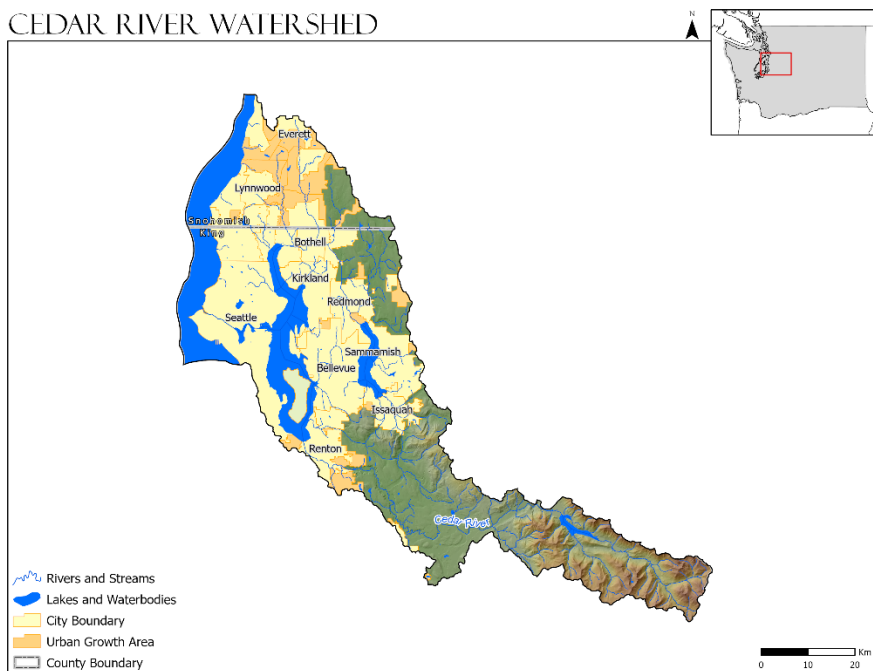 CEDAR RIVER WATERSHED
N
Everett
Lynnwood
Snohomish
King
Bothell
Kirkland
Redmond
Seattle
Sammamish
Bellevue
Issaquah
Renton
Cedar River
Rivers and Streams
Lakes and Waterbodies
City Boundary
Urban Growth Area
County Boundary
Km
0 10 20